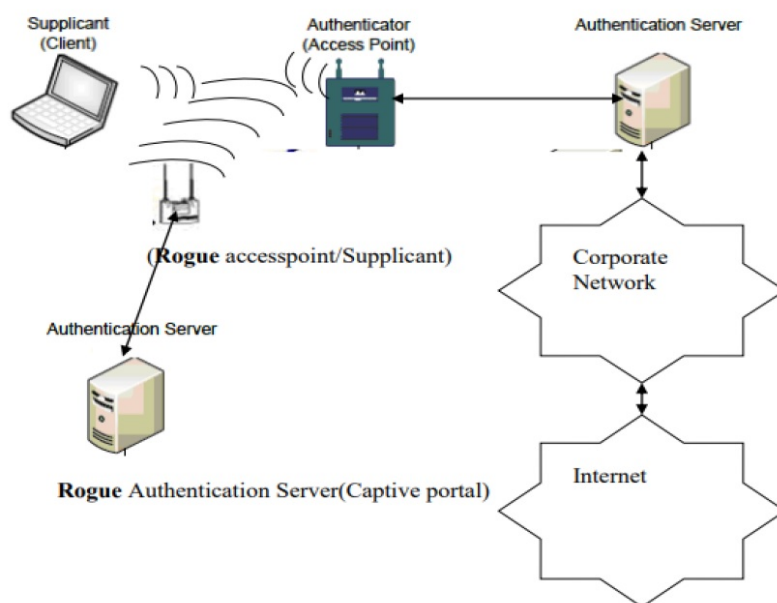 Supplicant
(Client)
Authenticator
(Access Point)
Authentication Server
(Rogue accesspoint/Supplicant)
Corporate
Network
Authentication Server
Rogue Authentication Server(Captive portal)
Internet